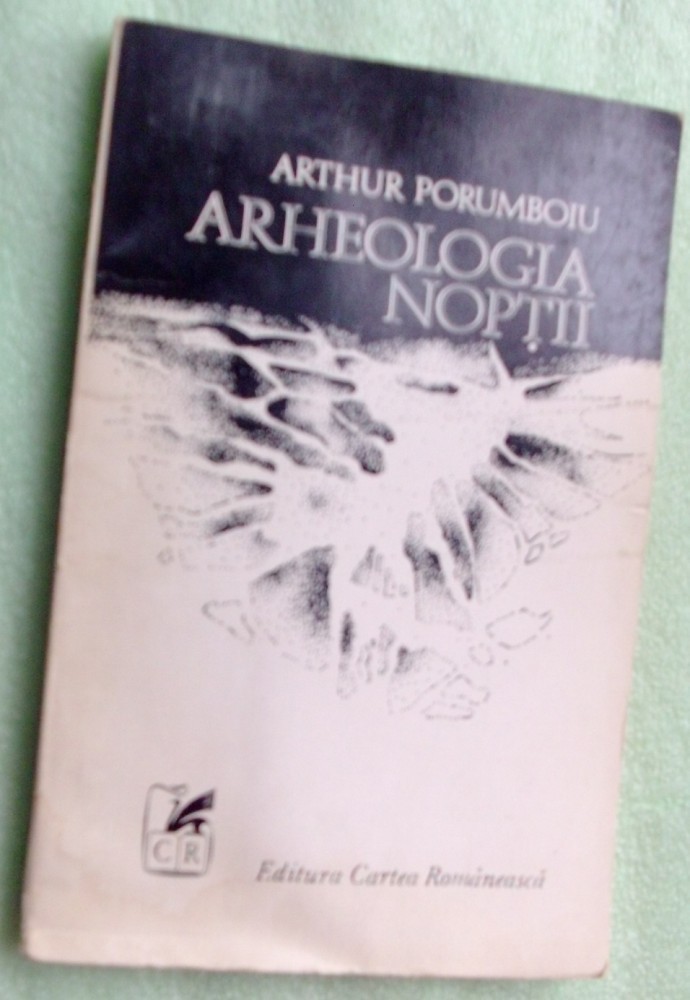 ARTHUR PORUMBOIU
ARHEOLOGIA
NOPȚII
CR
Editura Cartea Românească